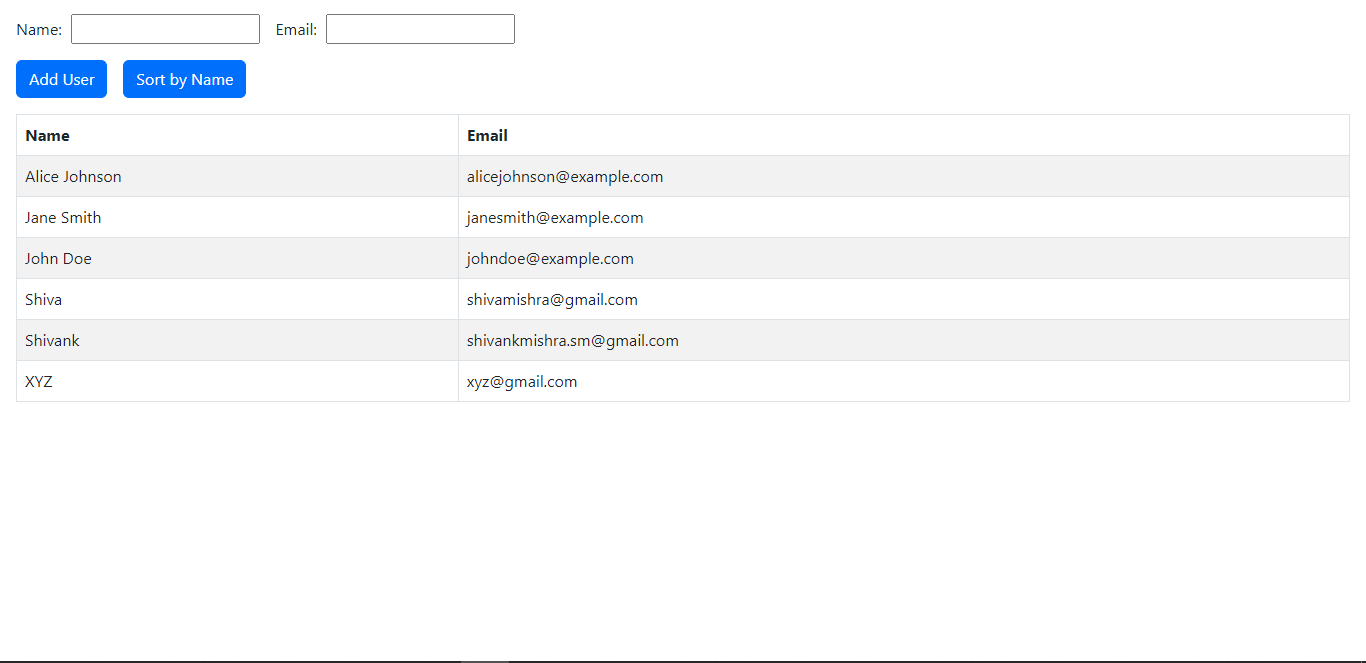 Name: Email:
Add User Sort by Name
Name Email
Alice Johnson alicejohnson@example.com
Jane Smith janesmith@example.com
John Doe johndoe@example.com
Shiva shivamishra@gmail.com
Shivank shivankmishra.sm@gmail.com
XYZ xyz@gmail.com